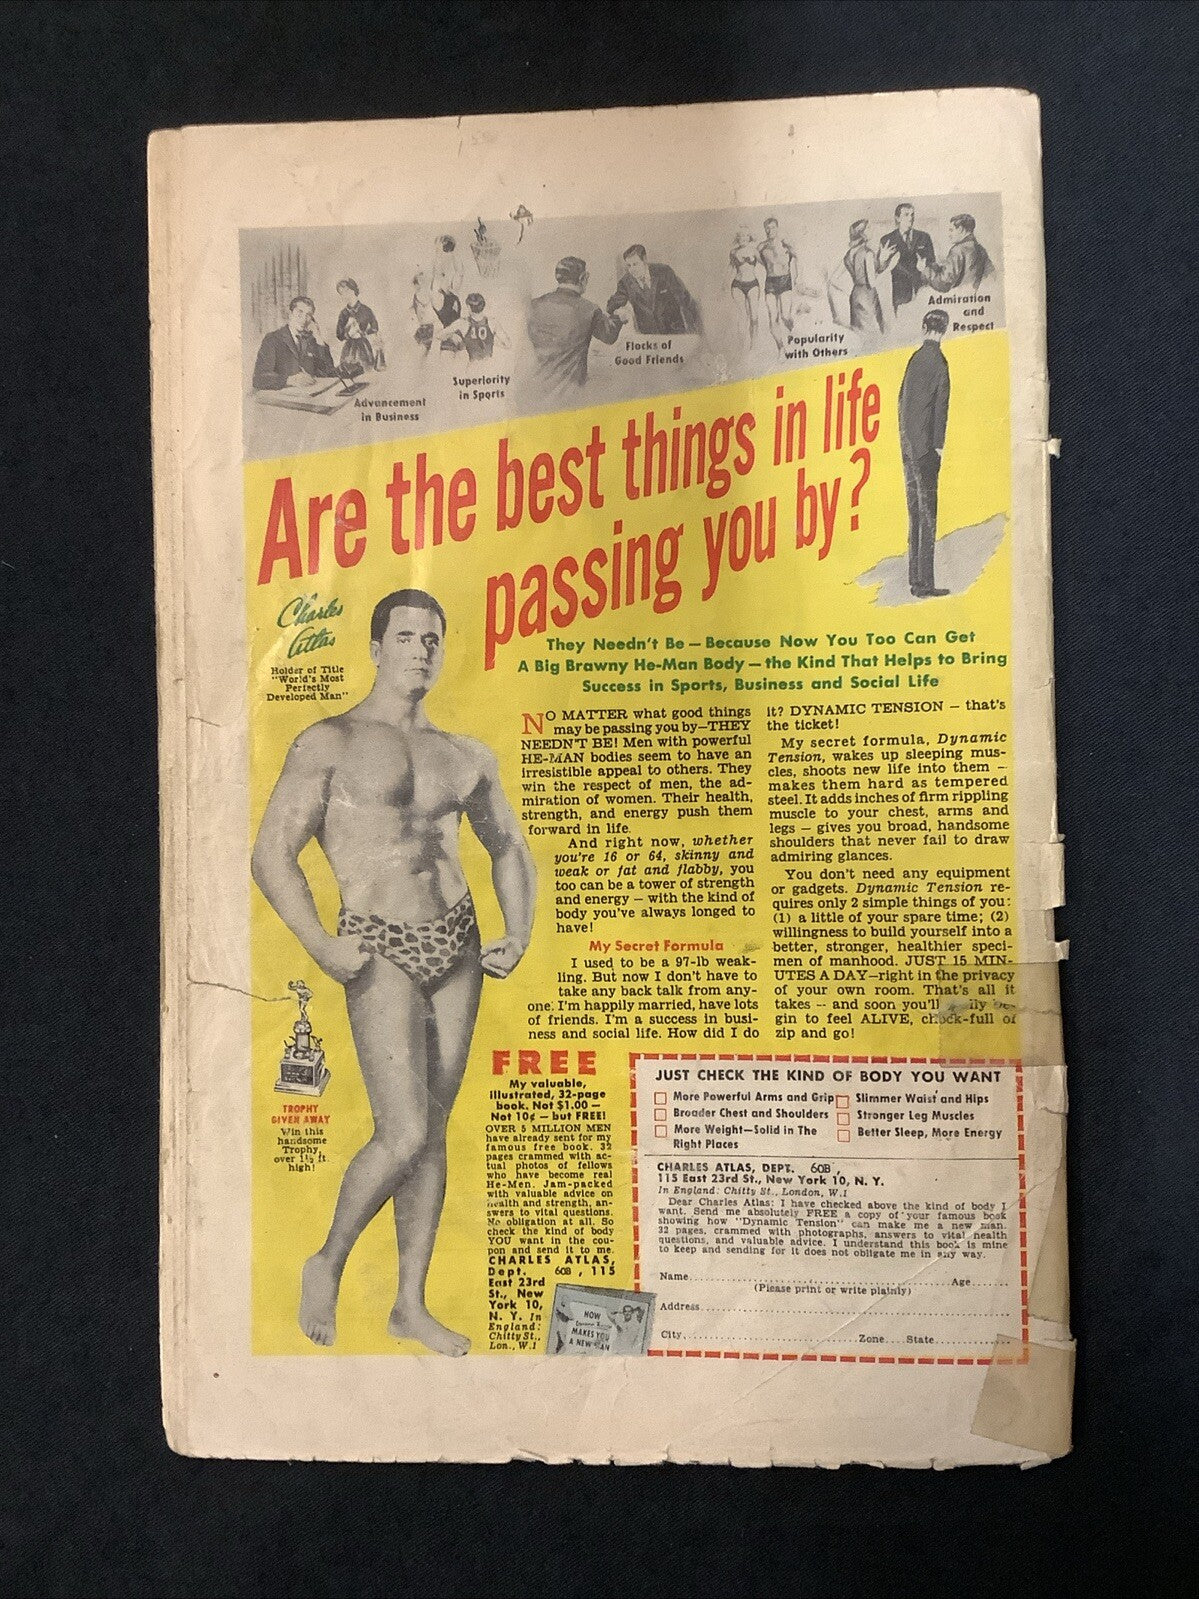 Advancement
in Business
Superiority
in Sports
Flocks of
Good Friends
Popularity
with Others
Admiration
and
Respect
40
Are the best things in life
passing you by?
Charles
Atlas
Holder of Title
"World's Most
Perfectly
Developed Man"
They Needn't Be — Because Now You Too Can Get
A Big Brawny He-Man Body — the Kind That Helps to Bring
Success in Sports, Business and Social Life
NO MATTER what good things
may be passing you by—THEY
NEEDN'T BE! Men with powerful
HE-MAN bodies seem to have an
irresistible appeal to others. They
win the respect of men, the ad-
miration of women. Their health,
strength, and energy push them
forward in life.
And right now, whether
you're 16 or 64, skinny and
weak or fat and flabby, you
too can be a tower of strength
and energy — with the kind of
body you've always longed to
have!
My Secret Formula
I used to be a 97-lb weak-
ling. But now I don't have to
take any back talk from any-
one. I'm happily married, have lots
of friends. I'm a success in busi-
ness and social life. How did I do
it? DYNAMIC TENSION — that's
the ticket!
My secret formula, Dynamic
Tension, wakes up sleeping mus-
cles, shoots new life into them —
makes them hard as tempered
steel. It adds inches of firm rippling
muscle to your chest, arms and
legs — gives you broad, handsome
shoulders that never fail to draw
admiring glances.
You don't need any equipment
or gadgets. Dynamic Tension re-
quires only 2 simple things of you:
(1) a little of your spare time; (2)
willingness to build yourself into a
better, stronger, healthier speci-
men of manhood. JUST 15 MIN-
UTES A DAY—right in the privacy
of your own room. That's all it
takes — and soon you'll be-
gin to feel ALIVE, chock-full of
zip and go!
TROPHY
GIVEN AWAY
Win this
handsome
Trophy,
over 1½ ft.
high!
FREE
My valuable,
illustrated, 32-page
book. Not $1.00 —
Not 10¢ — but FREE!
OVER 5 MILLION MEN
have already sent for my
famous free book. 32
pages crammed with ac-
tual photos of fellows
who have become real
He-Men. Jam-packed
with valuable advice on
health and strength, an-
swers to vital questions.
No obligation at all. So
check the kind of body
YOU want in the cou-
pon and send it to me.
CHARLES ATLAS,
Dept. 60B, 115
East 23rd
St., New
York 10,
N. Y. In
England:
Chitty St.,
Lon., W.1
HOW
MAKES YOU
A NEW MAN
JUST CHECK THE KIND OF BODY YOU WANT
More Powerful Arms and Grip
Broader Chest and Shoulders
More Weight—Solid in The
Right Places
Slimmer Waist and Hips
Stronger Leg Muscles
Better Sleep, More Energy
CHARLES ATLAS, DEPT. 60B,
115 East 23rd St., New York 10, N. Y.
In England: Chitty St., London, W.1
Dear Charles Atlas: I have checked above the kind of body I
want. Send me absolutely FREE a copy of your famous book
showing how "Dynamic Tension" can make me a new man.
32 pages, crammed with photographs, answers to vital health
questions, and valuable advice. I understand this book is mine
to keep and sending for it does not obligate me in any way.
Name Age
(Please print or write plainly)
Address
City Zone State